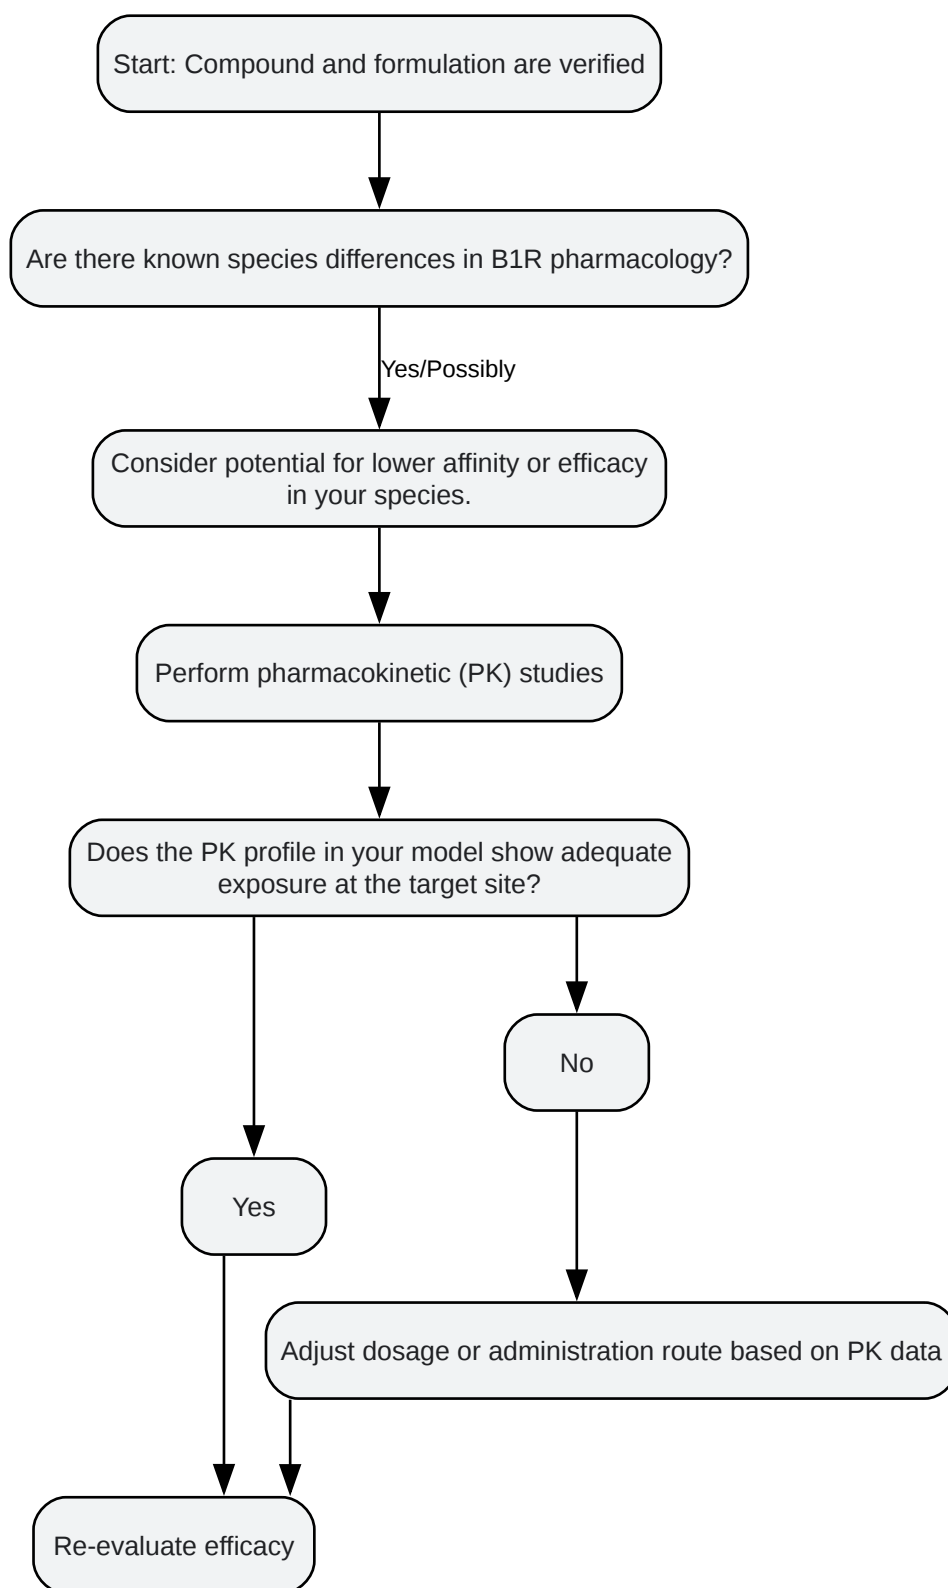 Start: Compound and formulation are verified
Are there known species differences in B1R pharmacology?
Yes/Possibly
Consider potential for lower affinity or efficacy
in your species.
Perform pharmacokinetic (PK) studies
Does the PK profile in your model show adequate
exposure at the target site?
No
Yes
Adjust dosage or administration route based on PK data
Re-evaluate efficacy